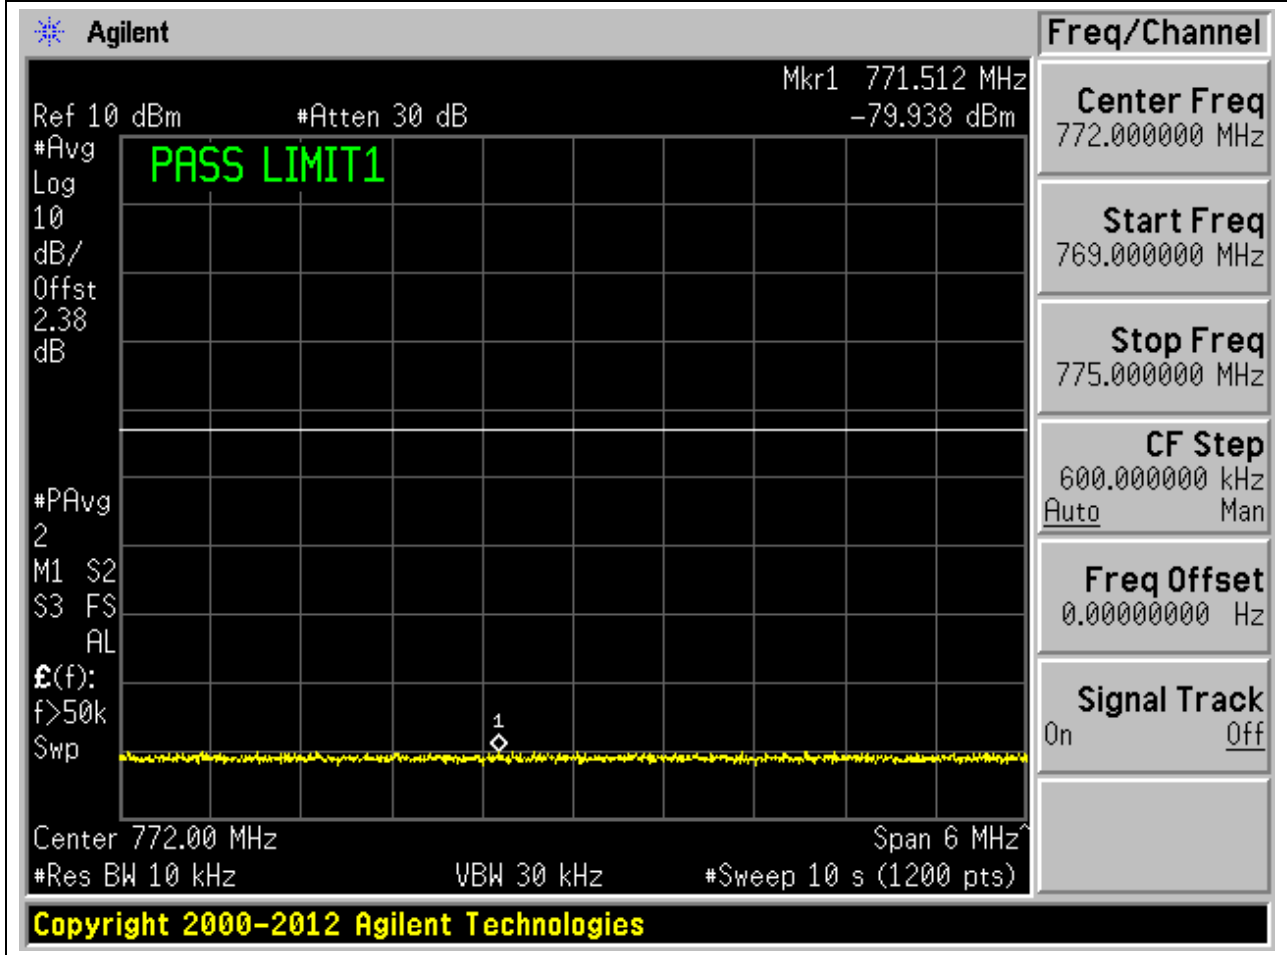 Agilent
Freq/Channel
Mkr1 771.512 MHz
Ref 10 dBm #Atten 30 dB -79.938 dBm
#Avg
Log
10
dB/
Offst
2.38
dB
PASS LIMIT1
#PAvg
2
M1 S2
S3 FS
AL
£(f):
f>50k
Swp
1
Center 772.00 MHz Span 6 MHz^
#Res BW 10 kHz VBW 30 kHz #Sweep 10 s (1200 pts)
Center Freq
772.000000 MHz
Start Freq
769.000000 MHz
Stop Freq
775.000000 MHz
CF Step
600.000000 kHz
Auto Man
Freq Offset
0.00000000 Hz
Signal Track
On Off
Copyright 2000-2012 Agilent Technologies